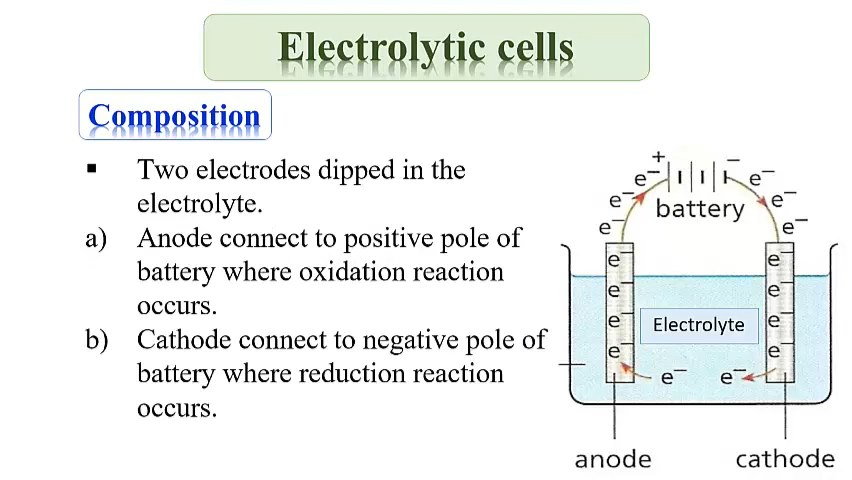 Electrolytic cells
Composition
▪ Two electrodes dipped in the
electrolyte.
a) Anode connect to positive pole of
battery where oxidation reaction
occurs.
b) Cathode connect to negative pole of
battery where reduction reaction
occurs.
+ −
e⁻ e⁻
e⁻ battery e⁻
e⁻ e⁻
e⁻ e⁻
e⁻ e⁻
e⁻ Electrolyte e⁻
e⁻ e⁻
e⁻ e⁻
anode cathode